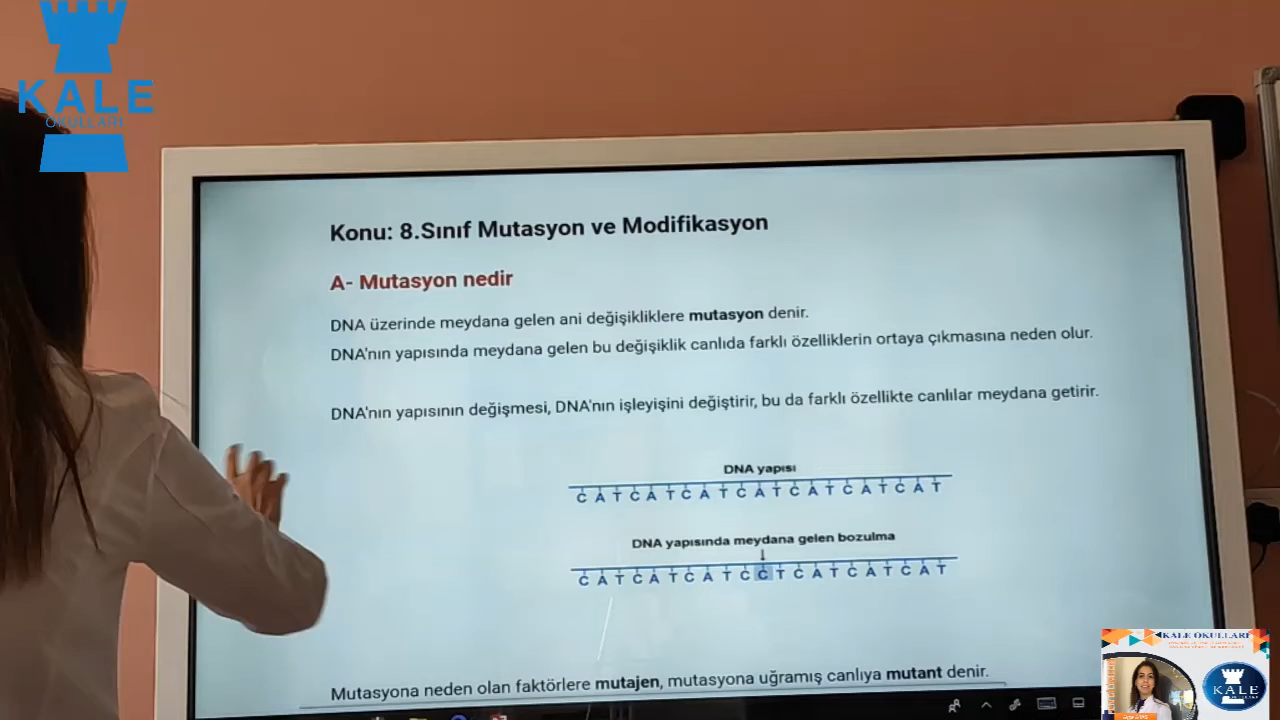 KALE
OKULLARI
Konu: 8.Sınıf Mutasyon ve Modifikasyon
A- Mutasyon nedir
DNA üzerinde meydana gelen ani değişikliklere mutasyon denir.
DNA'nın yapısında meydana gelen bu değişiklik canlıda farklı özelliklerin ortaya çıkmasına neden olur.
DNA'nın yapısının değişmesi, DNA'nın işleyişini değiştirir, bu da farklı özellikte canlılar meydana getirir.
DNA yapısı
C A T C A T C A T C A T C A T C A T C A T
DNA yapısında meydana gelen bozulma
C A T C A T C A T C C T C A T C A T C A T
Mutasyona neden olan faktörlere mutajen, mutasyona uğramış canlıya mutant denir.
KALE OKULLARI
KALE